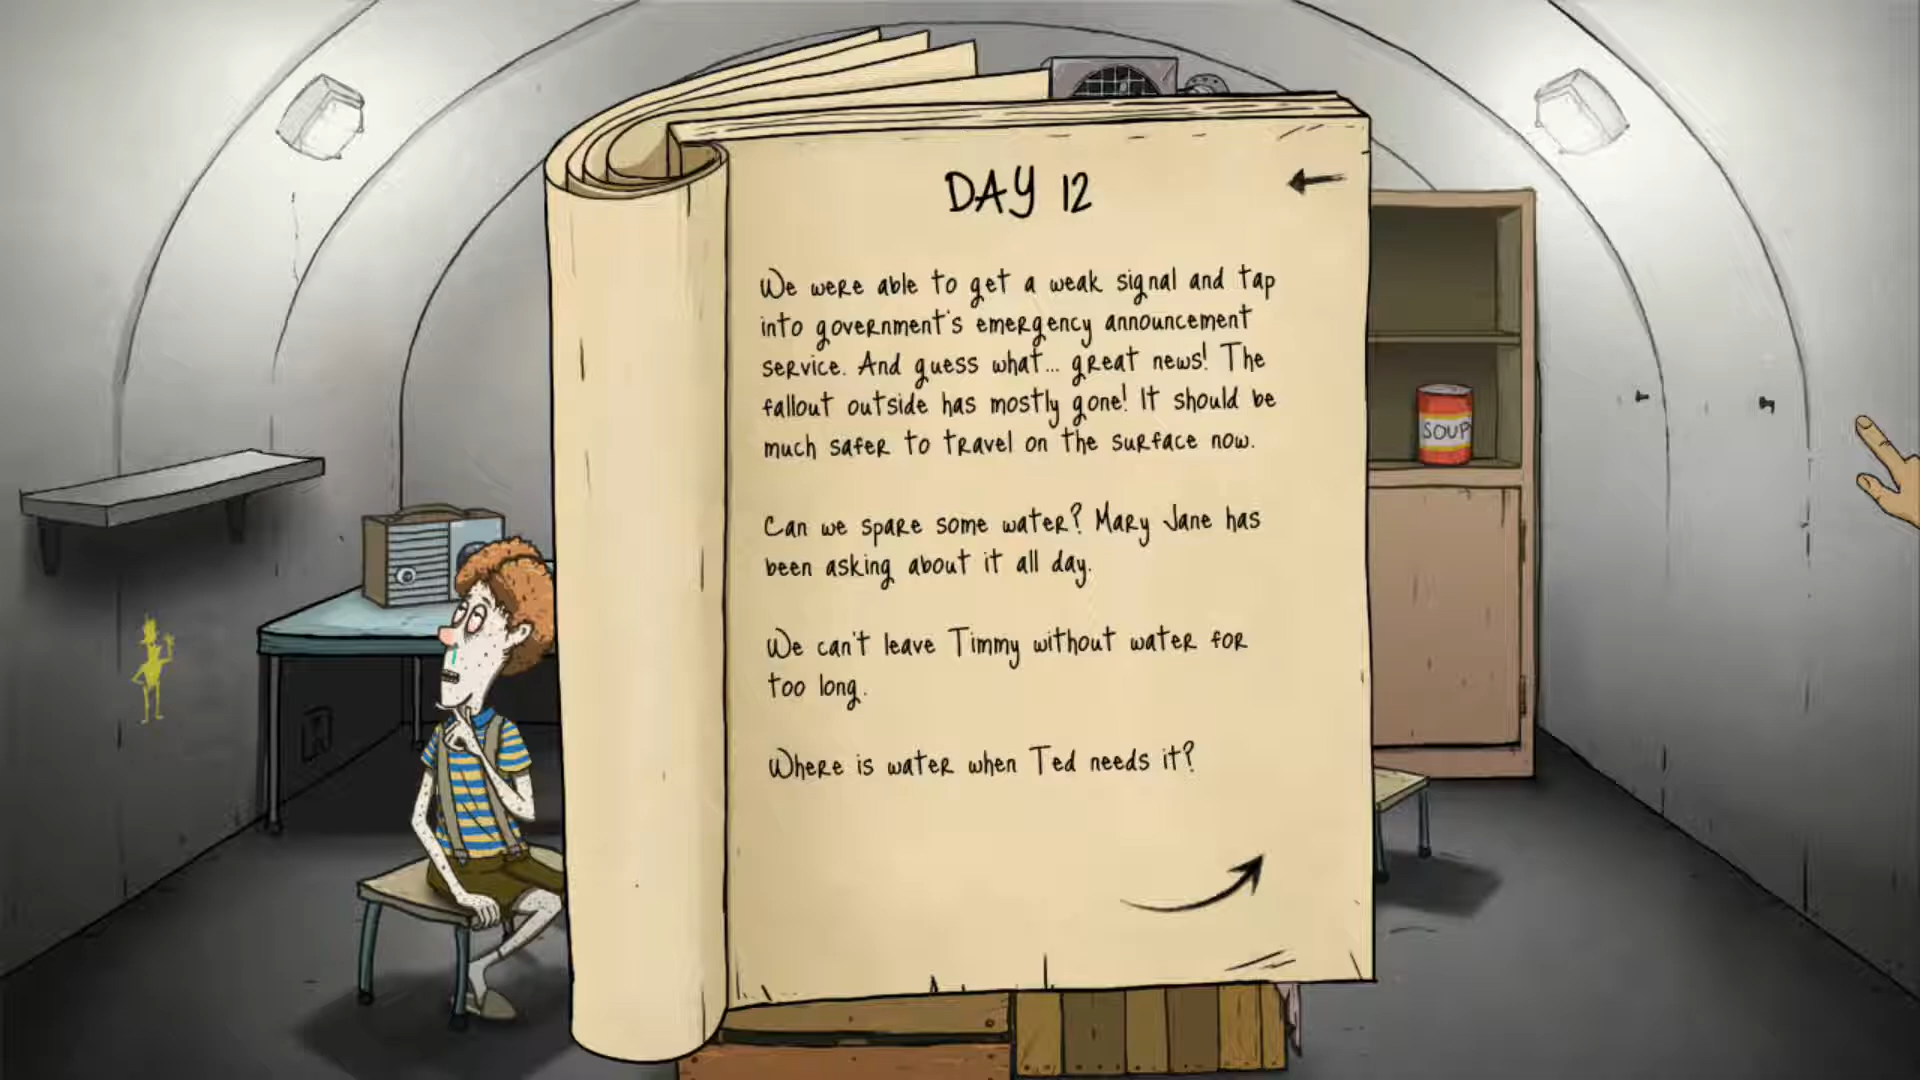 DAY 12
We were able to get a weak signal and tap
into government's emergency announcement
service. And guess what... great news! The
fallout outside has mostly gone! It should be
much safer to travel on the surface now.
Can we spare some water? Mary Jane has
been asking about it all day.
We can't leave Timmy without water for
too long.
Where is water when Ted needs it?
SOUP